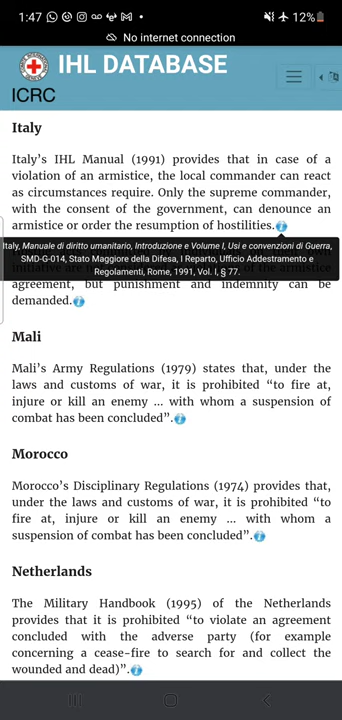 1:47 12%
No internet connection
IHL DATABASE
ICRC
Italy
Italy's IHL Manual (1991) provides that in case of a
violation of an armistice, the local commander can react
as circumstances require. Only the supreme commander,
with the consent of the government, can denounce an
armistice or order the resumption of hostilities.
Italy, Manuale di diritto umanitario, Introduzione e Volume I, Usi e convenzioni di Guerra,
SMD-G-014, Stato Maggiore della Difesa, I Reparto, Ufficio Addestramento e
Regolamenti, Rome, 1991, Vol. I, § 77.
agreement, but punishment and indemnity can be
demanded.
Mali
Mali's Army Regulations (1979) states that, under the
laws and customs of war, it is prohibited "to fire at,
injure or kill an enemy ... with whom a suspension of
combat has been concluded".
Morocco
Morocco's Disciplinary Regulations (1974) provides that,
under the laws and customs of war, it is prohibited "to
fire at, injure or kill an enemy ... with whom a
suspension of combat has been concluded".
Netherlands
The Military Handbook (1995) of the Netherlands
provides that it is prohibited "to violate an agreement
concluded with the adverse party (for example
concerning a cease-fire to search for and collect the
wounded and dead)".